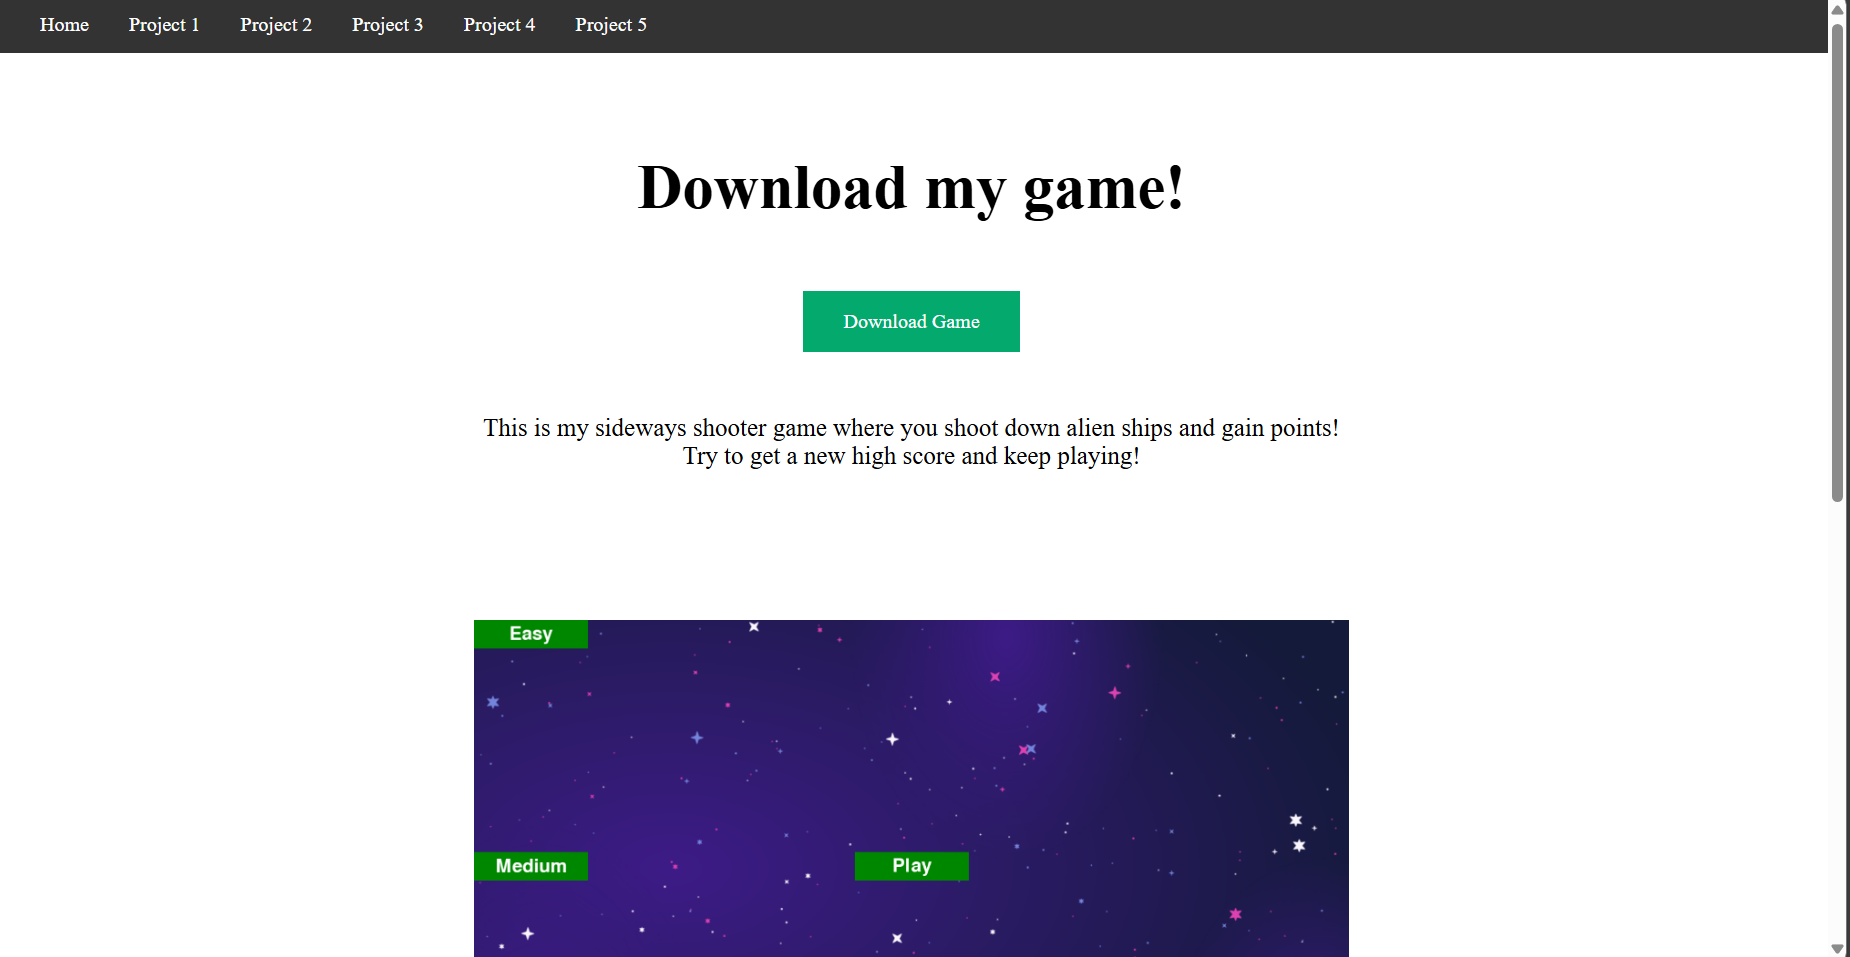 Home Project 1 Project 2 Project 3 Project 4 Project 5
Download my game!
Download Game
This is my sideways shooter game where you shoot down alien ships and gain points!
Try to get a new high score and keep playing!
Easy
Medium Play